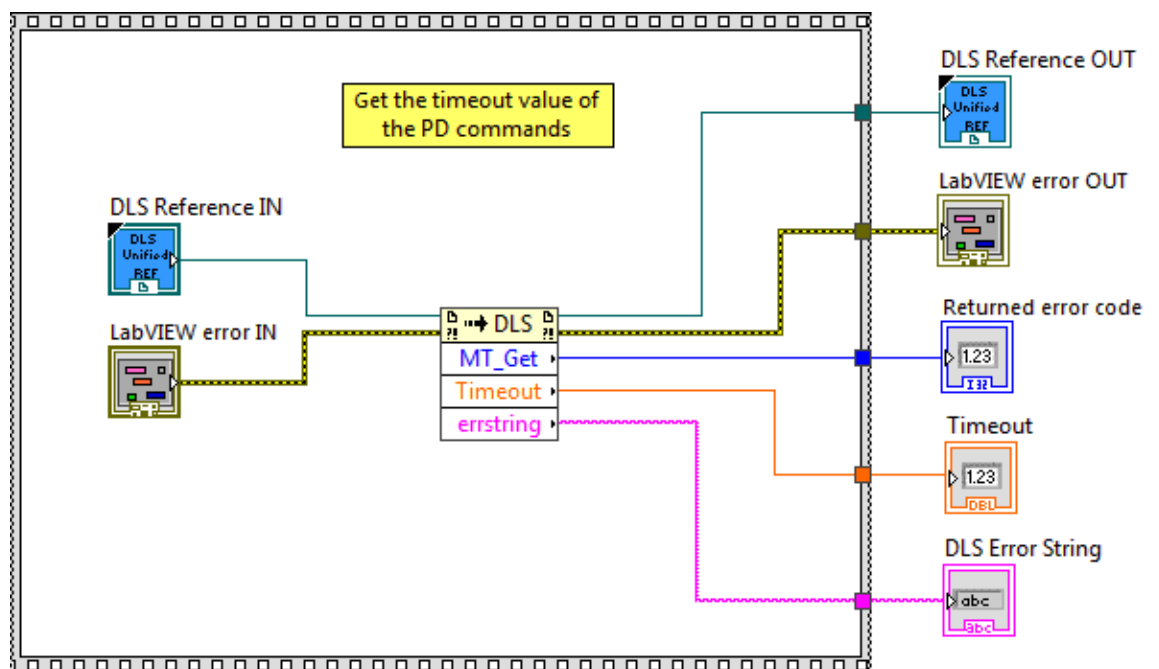 DLS Reference OUT
DLS
Unified
REF
Get the timeout value of
the PD commands
LabVIEW error OUT
DLS Reference IN
DLS
Unified
REF
Returned error code
1.23
I32
LabVIEW error IN
DLS
MT_Get
Timeout
errstring
Timeout
1.23
DBL
DLS Error String
abc
abc